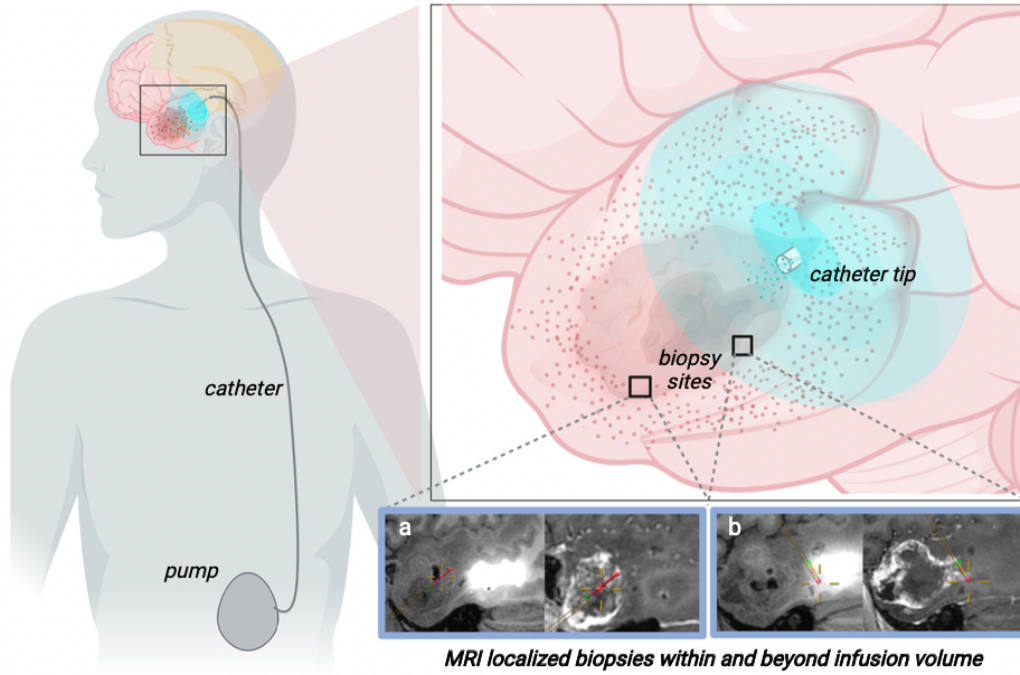 catheter tip
biopsy
sites
catheter
pump
a
b
MRI localized biopsies within and beyond infusion volume